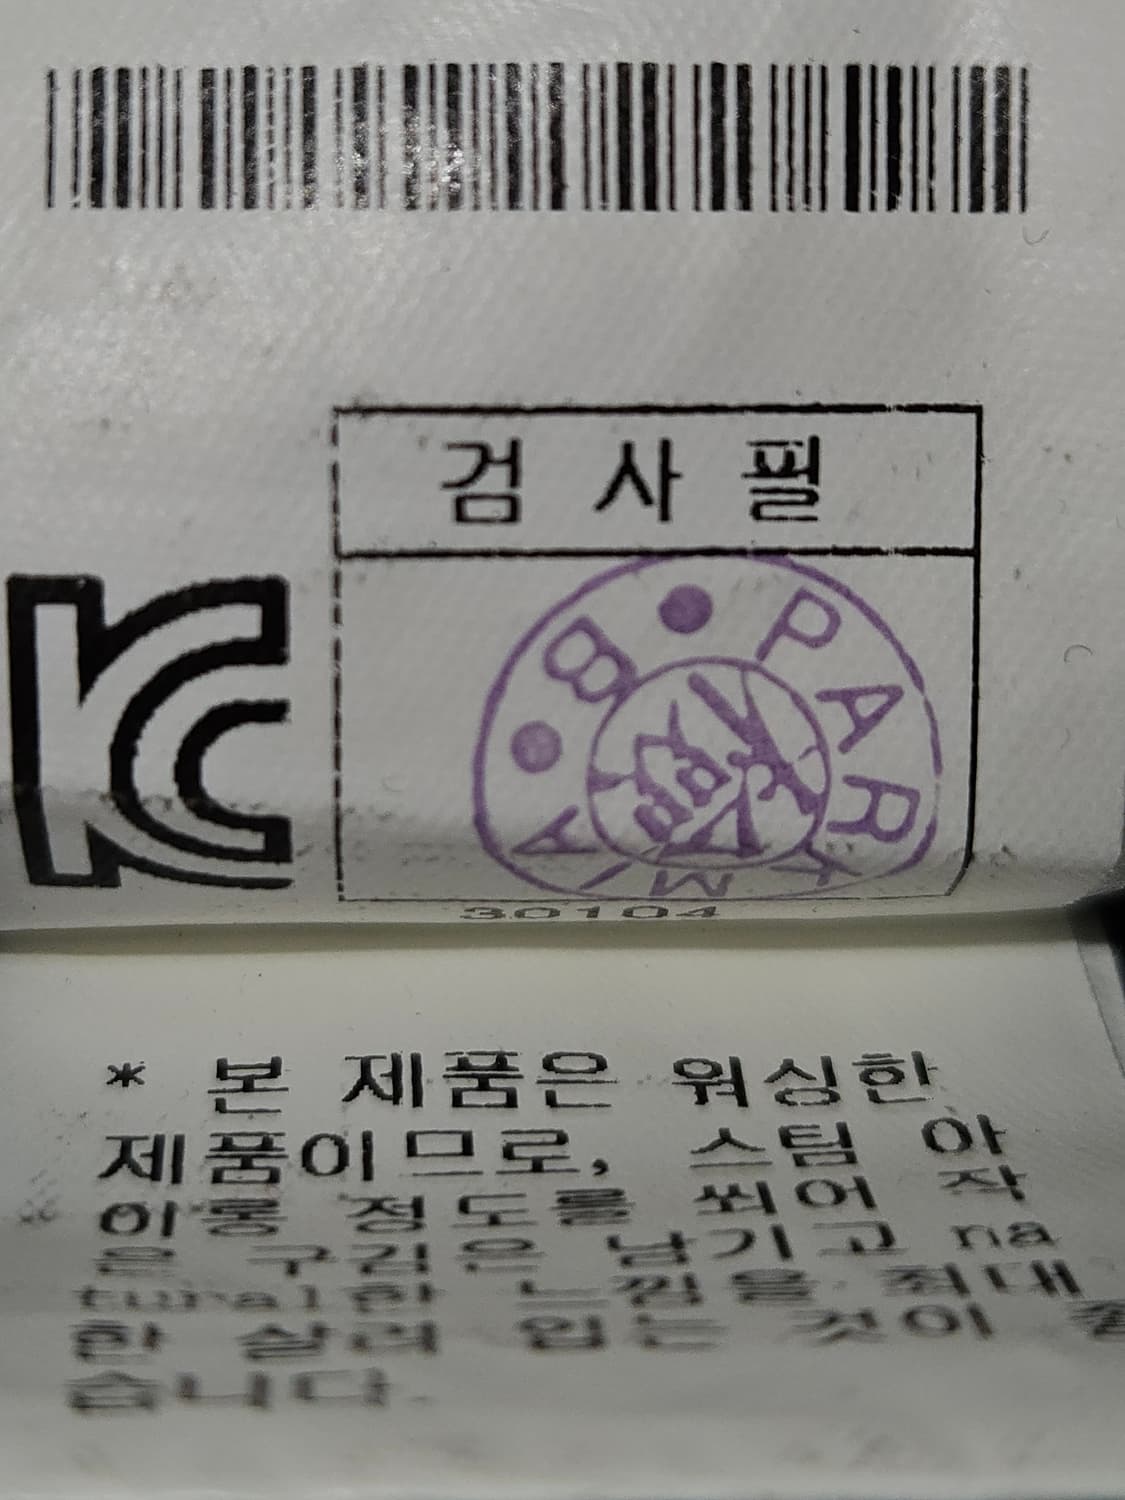 검사필
KC
B PARTY MIA
30104
* 본 제품은 워싱한
제품이므로, 스팀 아
이롱 정도를 쐬어 작
은 구김은 남기고 na
tural한 느낌을 최대
한 살려 입는 것이 좋
습니다.